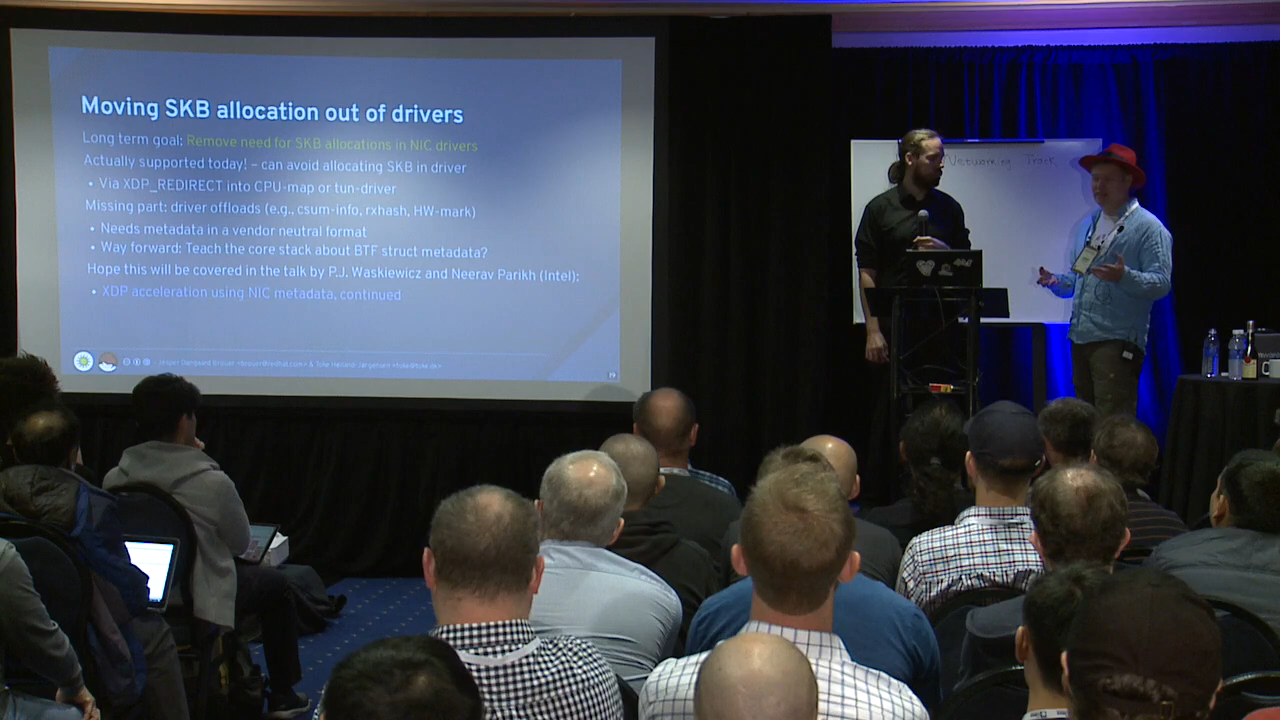 Moving SKB allocation out of drivers
Long term goal: Remove need for SKB allocations in NIC drivers
Actually supported today! – can avoid allocating SKB in driver
• Via XDP_REDIRECT into CPU-map or tun-driver
Missing part: driver offloads (e.g., csum-info, rxhash, HW-mark)
• Needs metadata in a vendor neutral format
• Way forward: Teach the core stack about BTF struct metadata?
Hope this will be covered in the talk by P.J. Waskiewicz and Neerav Parikh (Intel):
• XDP acceleration using NIC metadata, continued
Networking Track